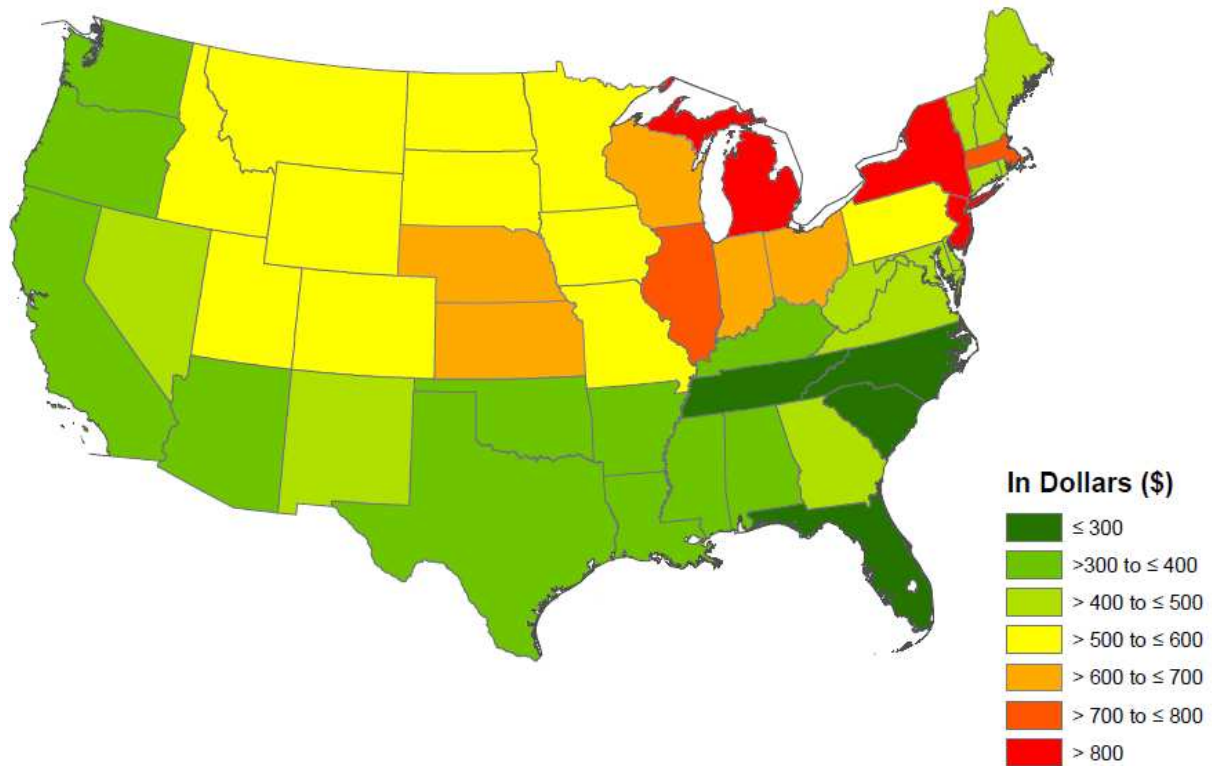 In Dollars ($)
≤ 300
>300 to ≤ 400
> 400 to ≤ 500
> 500 to ≤ 600
> 600 to ≤ 700
> 700 to ≤ 800
> 800